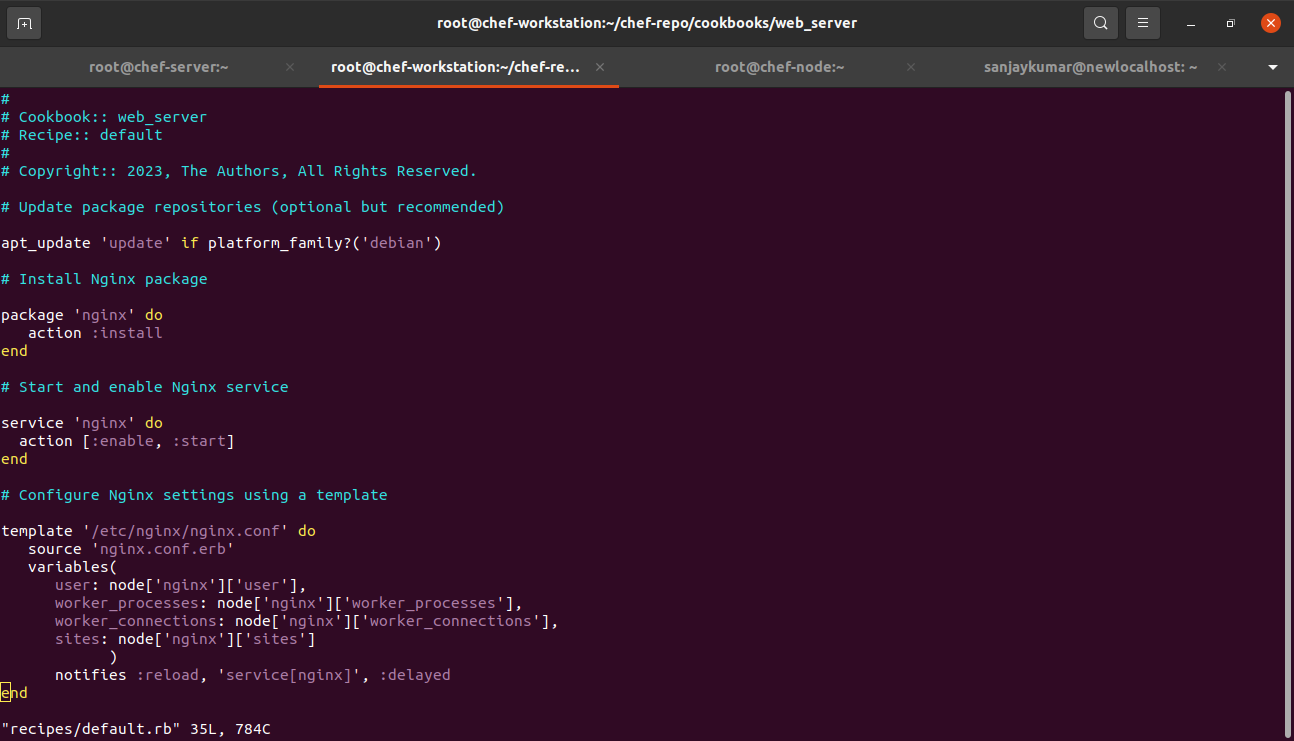 root@chef-workstation:~/chef-repo/cookbooks/web_server
root@chef-server:~
root@chef-workstation:~/chef-re...
root@chef-node:~
sanjaykumar@newlocalhost: ~
#
# Cookbook:: web_server
# Recipe:: default
#
# Copyright:: 2023, The Authors, All Rights Reserved.
# Update package repositories (optional but recommended)
apt_update 'update' if platform_family?('debian')
# Install Nginx package
package 'nginx' do
   action :install
end
# Start and enable Nginx service
service 'nginx' do
  action [:enable, :start]
end
# Configure Nginx settings using a template
template '/etc/nginx/nginx.conf' do
   source 'nginx.conf.erb'
   variables(
      user: node['nginx']['user'],
      worker_processes: node['nginx']['worker_processes'],
      worker_connections: node['nginx']['worker_connections'],
      sites: node['nginx']['sites']
            )
      notifies :reload, 'service[nginx]', :delayed
end
"recipes/default.rb" 35L, 784C